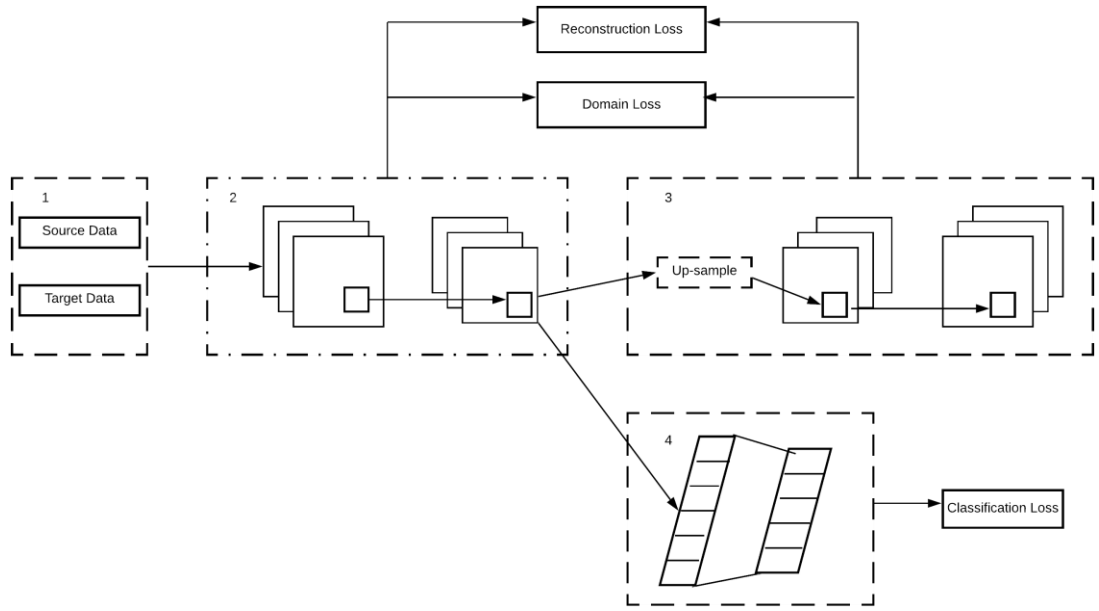 Reconstruction Loss
Domain Loss
1
2
3
Source Data
Target Data
Up-sample
4
Classification Loss